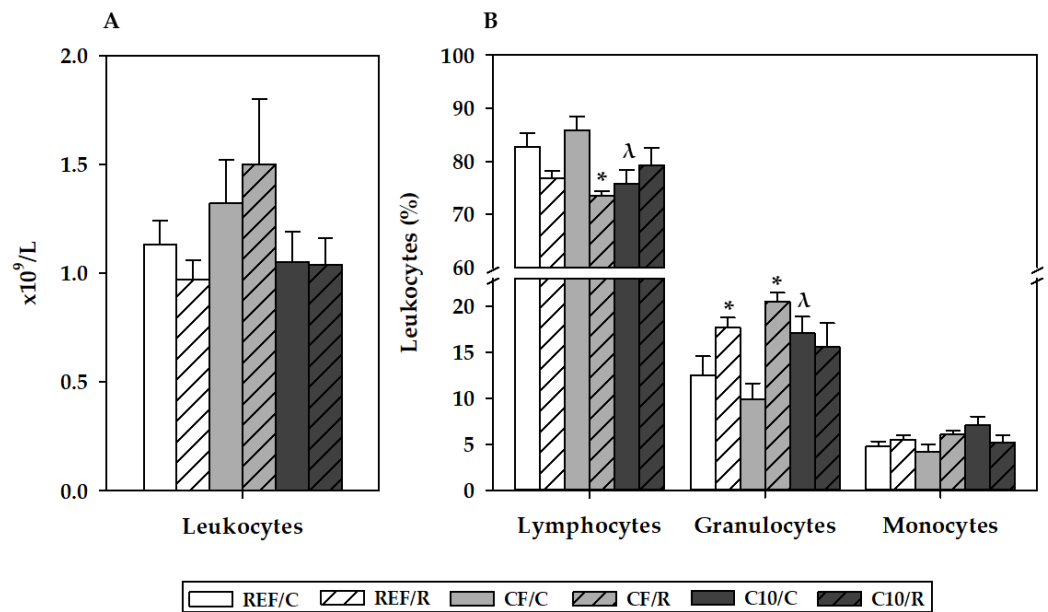 A
B
2.0
1.5
1.0
0.5
0.0
x10⁹/L
Leukocytes
100
90
80
70
60
20
15
10
5
0
Leukocytes (%)
*
λ
*
*
λ
Lymphocytes Granulocytes Monocytes
REF/C REF/R CF/C CF/R C10/C C10/R